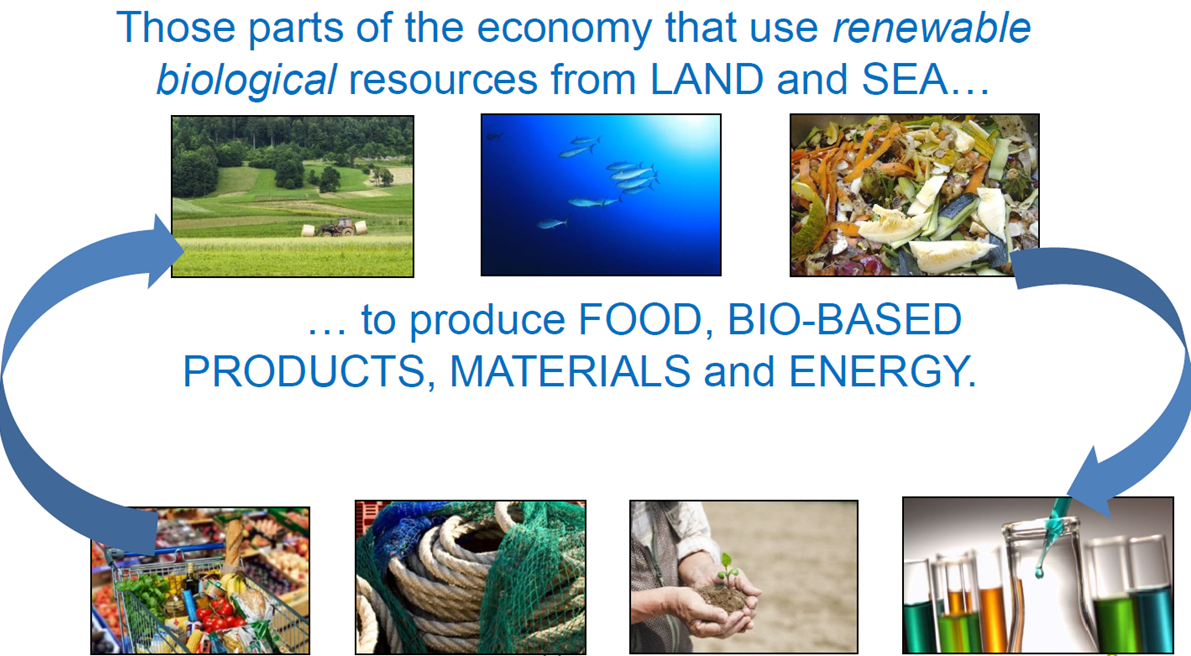 Those parts of the economy that use renewable
biological resources from LAND and SEA…
… to produce FOOD, BIO-BASED
PRODUCTS, MATERIALS and ENERGY.